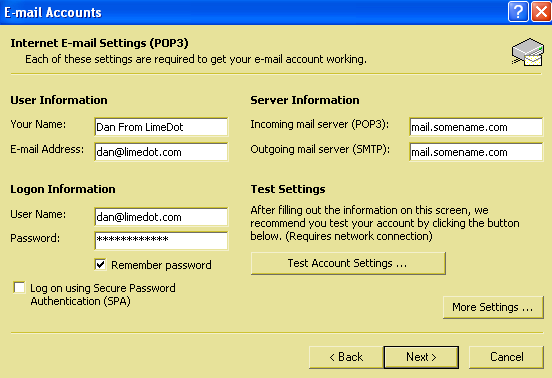 E-mail Accounts
Internet E-mail Settings (POP3)
Each of these settings are required to get your e-mail account working.
User Information
Your Name: Dan From LimeDot
E-mail Address: dan@limedot.com
Server Information
Incoming mail server (POP3): mail.somename.com
Outgoing mail server (SMTP): mail.somename.com
Logon Information
User Name: dan@limedot.com
Password: ************
Remember password
Log on using Secure Password
Authentication (SPA)
Test Settings
After filling out the information on this screen, we
recommend you test your account by clicking the button
below. (Requires network connection)
Test Account Settings ...
More Settings ...
< Back
Next >
Cancel